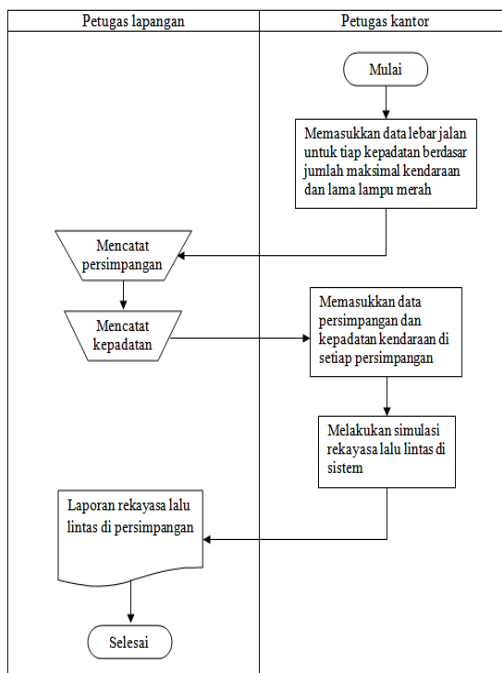 Petugas lapangan
Petugas kantor
Mulai
Memasukkan data lebar jalan
untuk tiap kepadatan berdasar
jumlah maksimal kendaraan
dan lama lampu merah
Mencatat
persimpangan
Mencatat
kepadatan
Memasukkan data
persimpangan dan
kepadatan kendaraan di
setiap persimpangan
Melakukan simulasi
rekayasa lalu lintas di
sistem
Laporan rekayasa lalu
lintas di persimpangan
Selesai